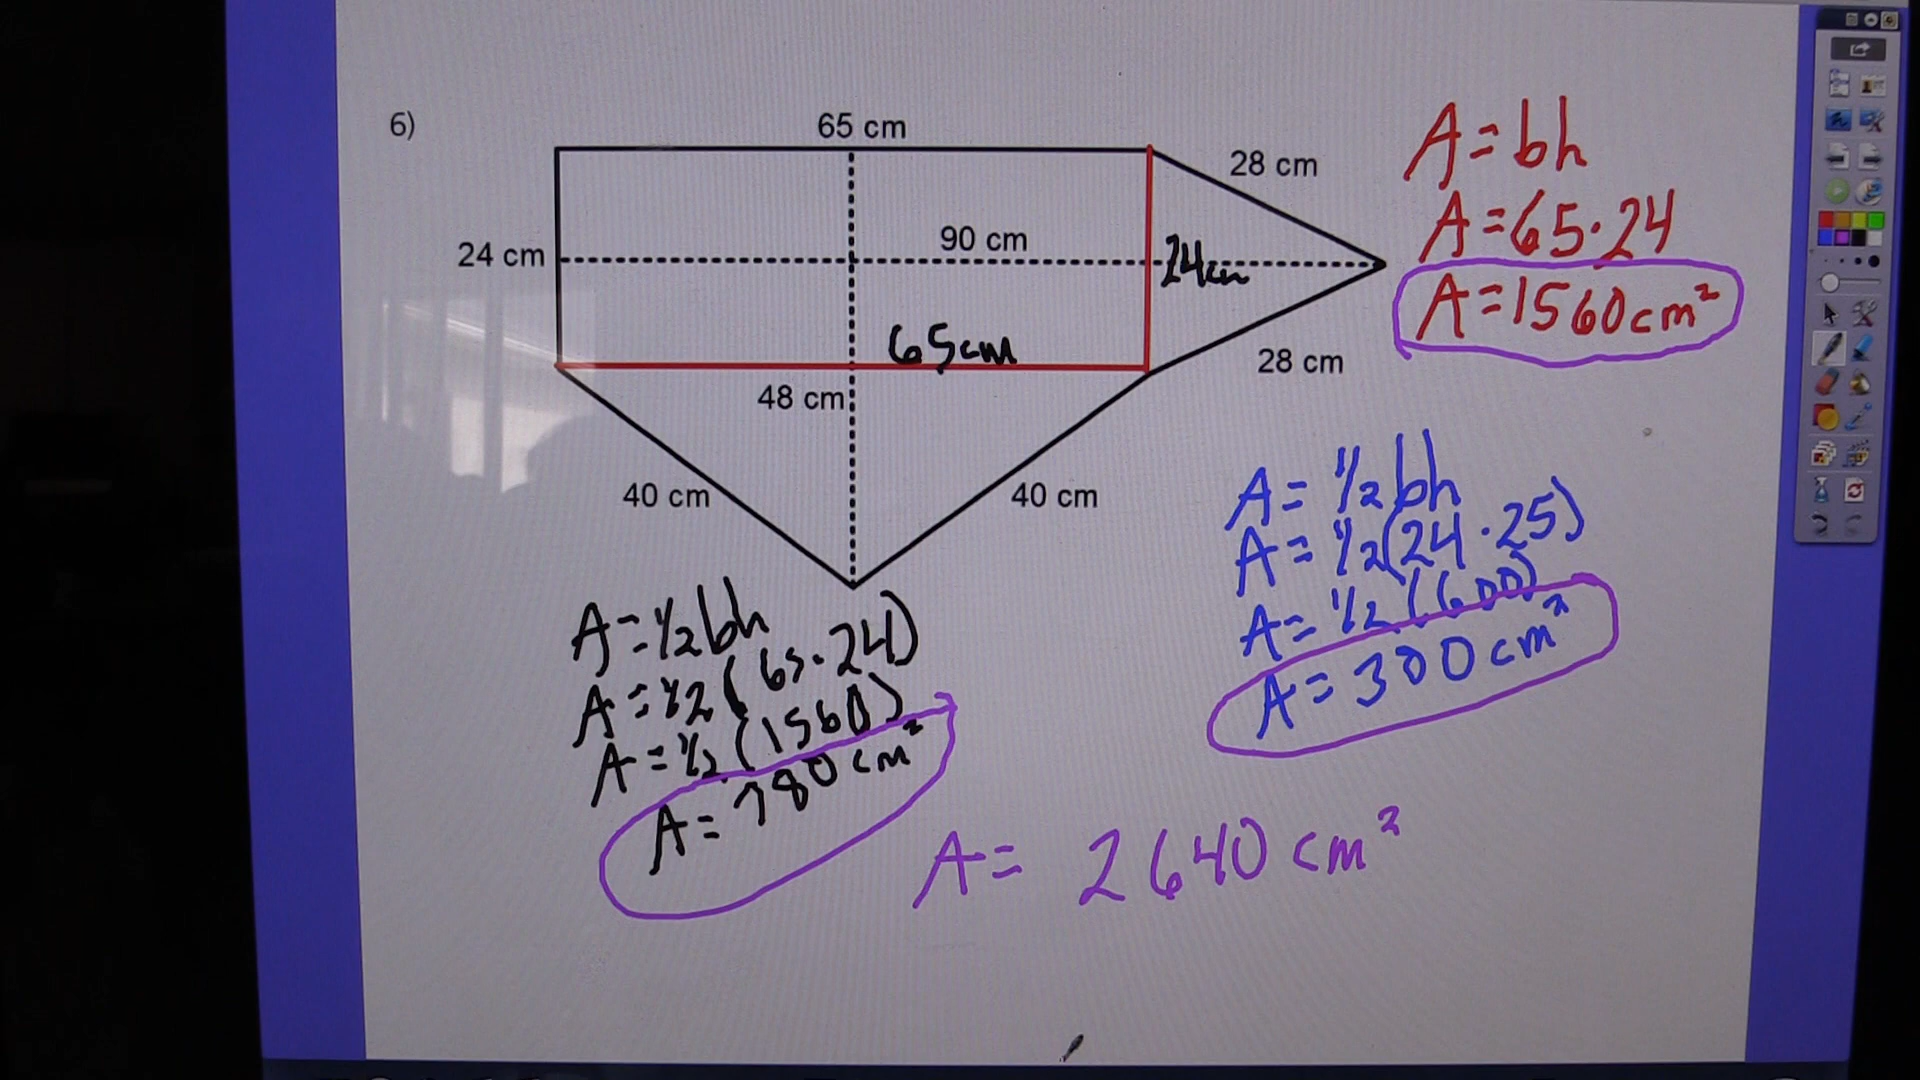 6)
65 cm
28 cm
24 cm
90 cm
24cm
65cm
48 cm
28 cm
40 cm
40 cm
A=bh
A=65·24
A=1560cm²
A=½bh
A=½(24·25)
A=½(600)
A=300cm²
A=½bh
A=½(65·24)
A=½(1560)
A=780cm²
A= 2640 cm²